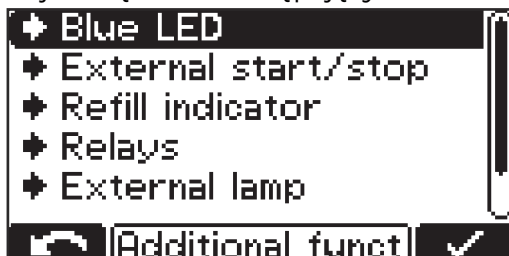 Blue LED
External start/stop
Refill indicator
Relays
External lamp
Additional funct